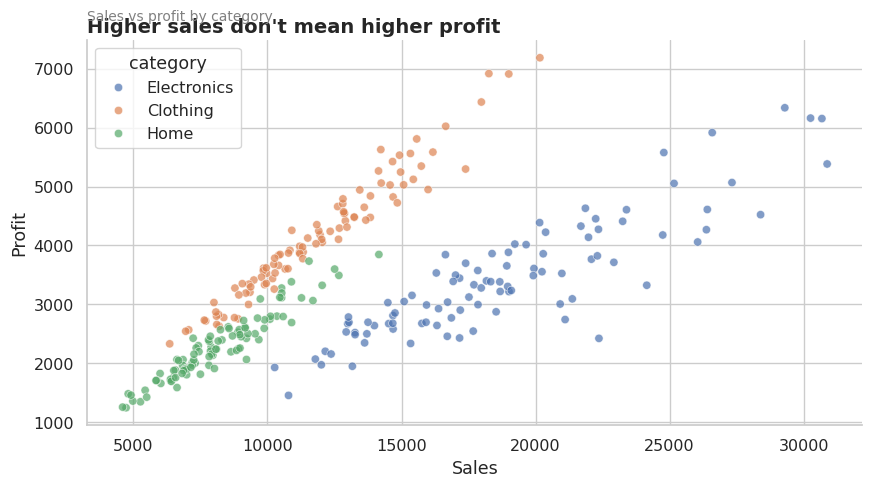 Sales vs profit by category
Higher sales don't mean higher profit
category
Electronics
Clothing
Home
7000
6000
5000
4000
3000
2000
1000
Profit
5000 10000 15000 20000 25000 30000
Sales